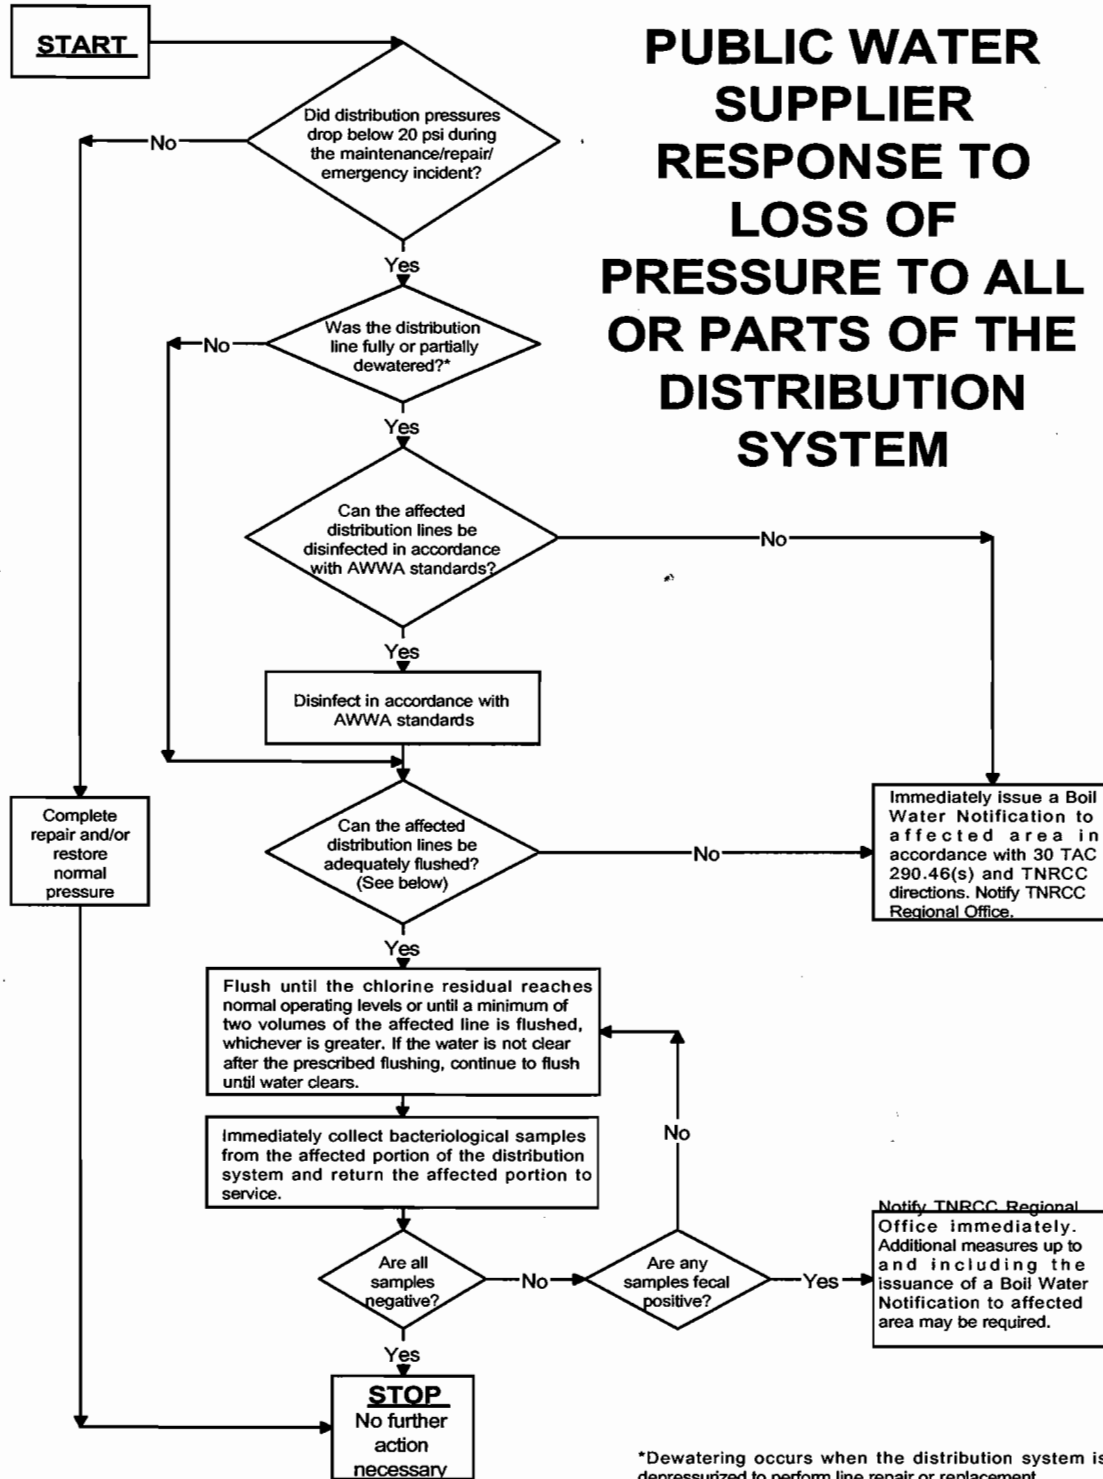 START
PUBLIC WATER
SUPPLIER
RESPONSE TO
LOSS OF
PRESSURE TO ALL
OR PARTS OF THE
DISTRIBUTION
SYSTEM
Did distribution pressures
drop below 20 psi during
the maintenance/repair/
emergency incident?
No
Yes
Was the distribution
line fully or partially
dewatered?*
No
Yes
Can the affected
distribution lines be
disinfected in accordance
with AWWA standards?
No
Yes
Disinfect in accordance with
AWWA standards
Complete
repair and/or
restore
normal
pressure
Can the affected
distribution lines be
adequately flushed?
(See below)
No
Immediately issue a Boil
Water Notification to
affected area in
accordance with 30 TAC
290.46(s) and TNRCC
directions. Notify TNRCC
Regional Office.
Yes
Flush until the chlorine residual reaches
normal operating levels or until a minimum of
two volumes of the affected line is flushed,
whichever is greater. If the water is not clear
after the prescribed flushing, continue to flush
until water clears.
Immediately collect bacteriological samples
from the affected portion of the distribution
system and return the affected portion to
service.
No
Are all
samples
negative?
No
Are any
samples fecal
positive?
Yes
Notify TNRCC Regional
Office immediately.
Additional measures up to
and including the
issuance of a Boil Water
Notification to affected
area may be required.
Yes
STOP
No further
action
necessary
*Dewatering occurs when the distribution system is
depressurized to perform line repair or replacement